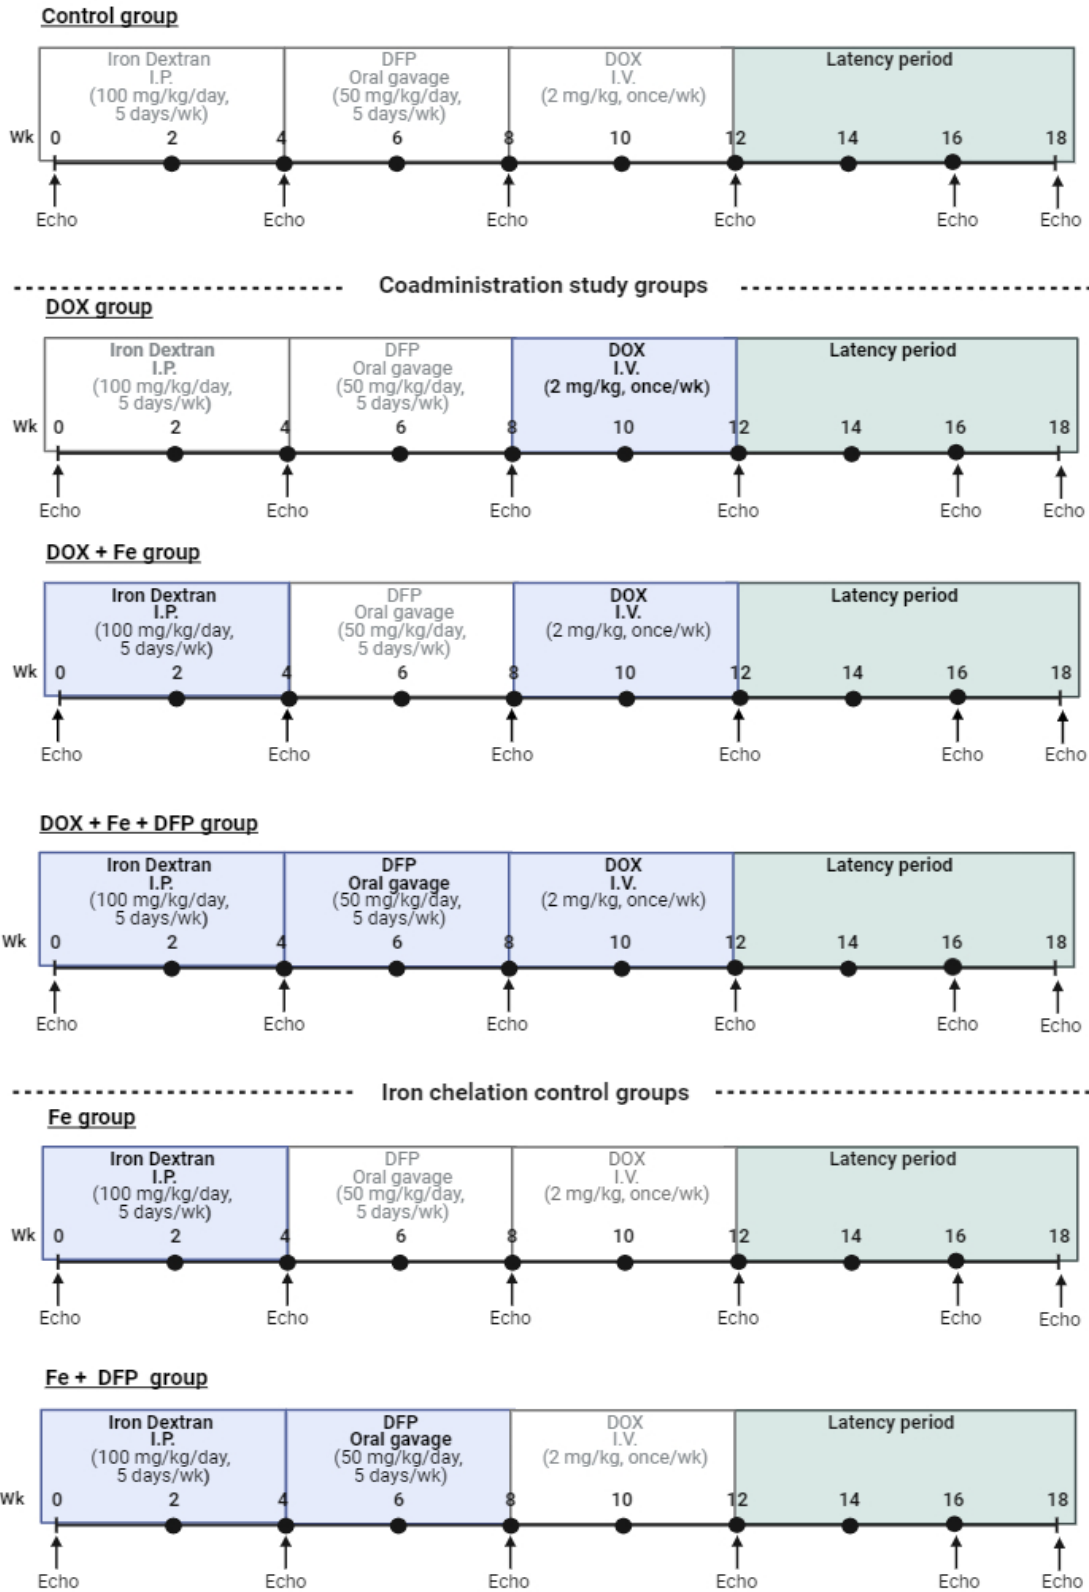 Control group
Iron Dextran
I.P.
(100 mg/kg/day,
5 days/wk)
DFP
Oral gavage
(50 mg/kg/day,
5 days/wk)
DOX
I.V.
(2 mg/kg, once/wk)
Latency period
Wk 0 2 4 6 8 10 12 14 16 18
Echo Echo Echo Echo Echo Echo
Coadministration study groups
DOX group
Iron Dextran
I.P.
(100 mg/kg/day,
5 days/wk)
DFP
Oral gavage
(50 mg/kg/day,
5 days/wk)
DOX
I.V.
(2 mg/kg, once/wk)
Latency period
Wk 0 2 4 6 8 10 12 14 16 18
Echo Echo Echo Echo Echo Echo
DOX + Fe group
Iron Dextran
I.P.
(100 mg/kg/day,
5 days/wk)
DFP
Oral gavage
(50 mg/kg/day,
5 days/wk)
DOX
I.V.
(2 mg/kg, once/wk)
Latency period
Wk 0 2 4 6 8 10 12 14 16 18
Echo Echo Echo Echo Echo Echo
DOX + Fe + DFP group
Iron Dextran
I.P.
(100 mg/kg/day,
5 days/wk)
DFP
Oral gavage
(50 mg/kg/day,
5 days/wk)
DOX
I.V.
(2 mg/kg, once/wk)
Latency period
Wk 0 2 4 6 8 10 12 14 16 18
Echo Echo Echo Echo Echo Echo
Iron chelation control groups
Fe group
Iron Dextran
I.P.
(100 mg/kg/day,
5 days/wk)
DFP
Oral gavage
(50 mg/kg/day,
5 days/wk)
DOX
I.V.
(2 mg/kg, once/wk)
Latency period
Wk 0 2 4 6 8 10 12 14 16 18
Echo Echo Echo Echo Echo Echo
Fe + DFP group
Iron Dextran
I.P.
(100 mg/kg/day,
5 days/wk)
DFP
Oral gavage
(50 mg/kg/day,
5 days/wk)
DOX
I.V.
(2 mg/kg, once/wk)
Latency period
Wk 0 2 4 6 8 10 12 14 16 18
Echo Echo Echo Echo Echo Echo